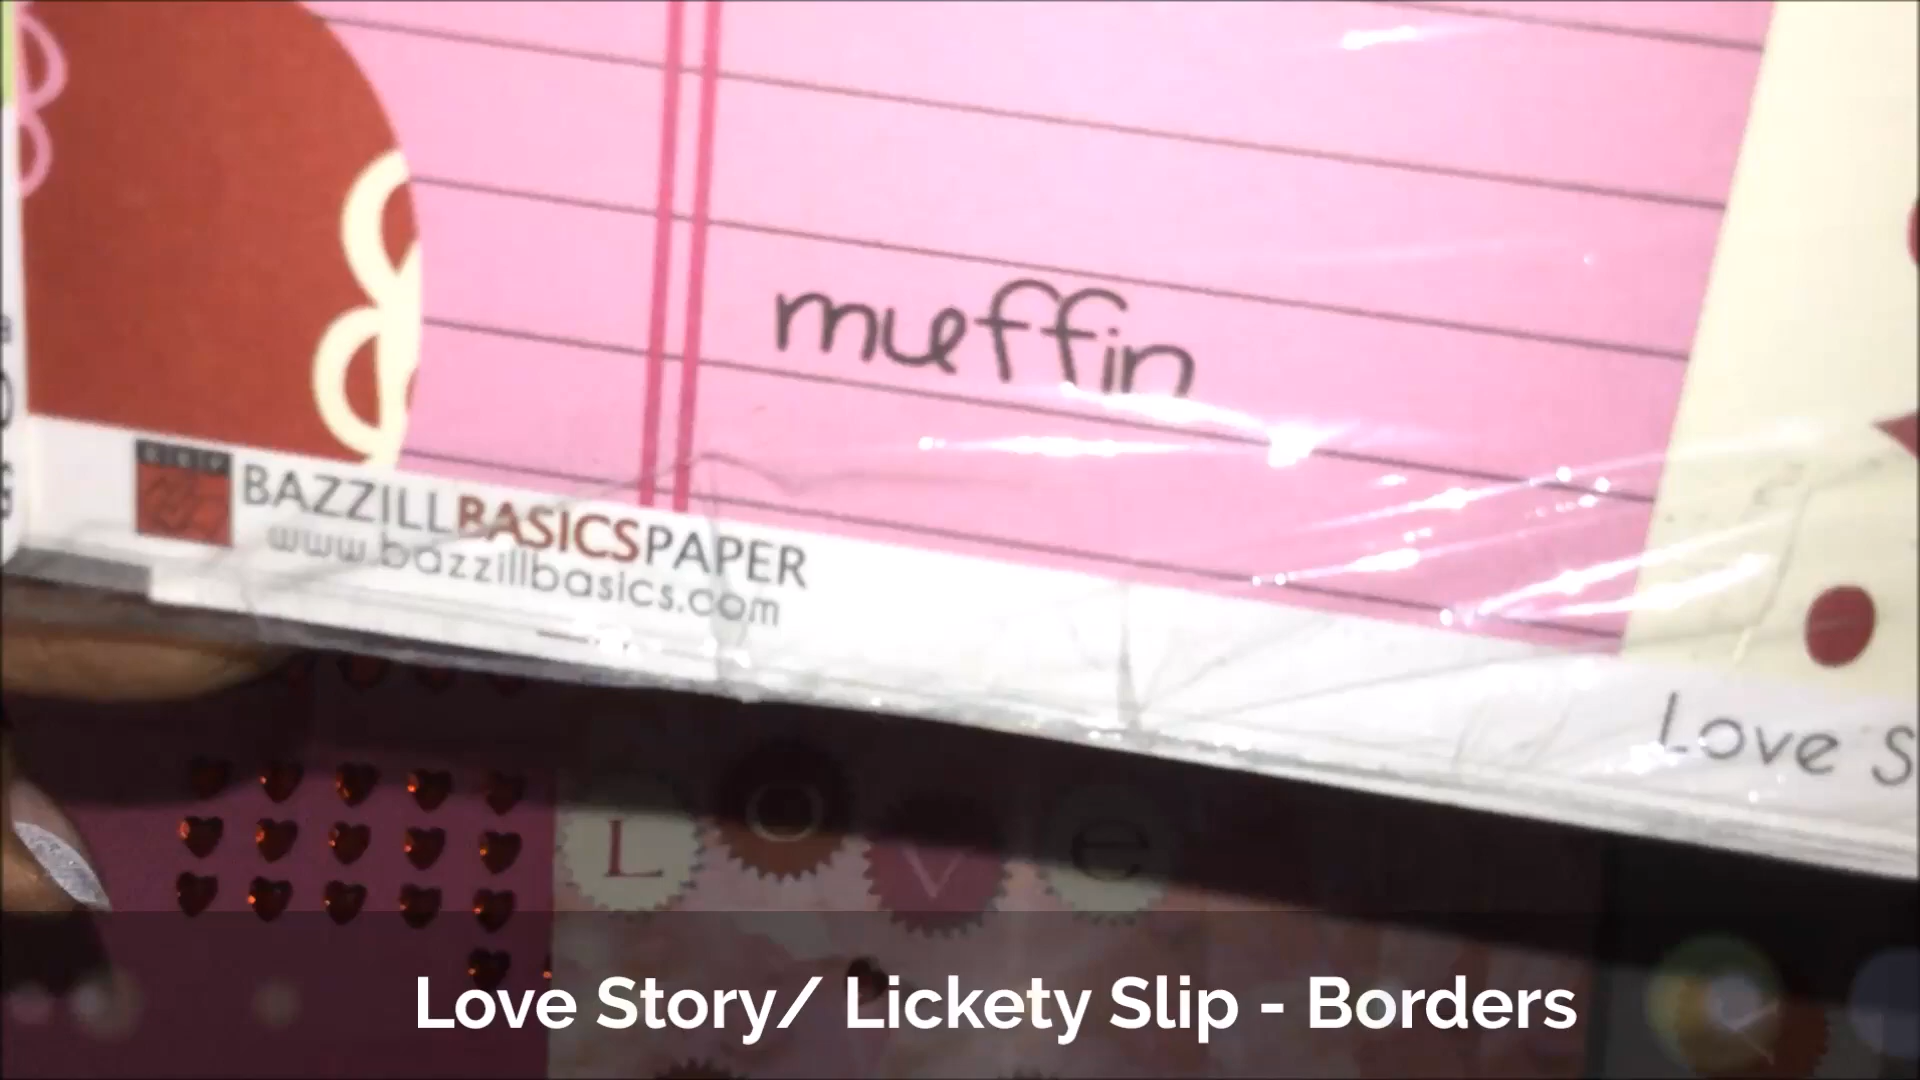 muffin
BAZZILLBASICSPAPER
www.bazzillbasics.com
Love S
L O V e
Love Story/ Lickety Slip - Borders